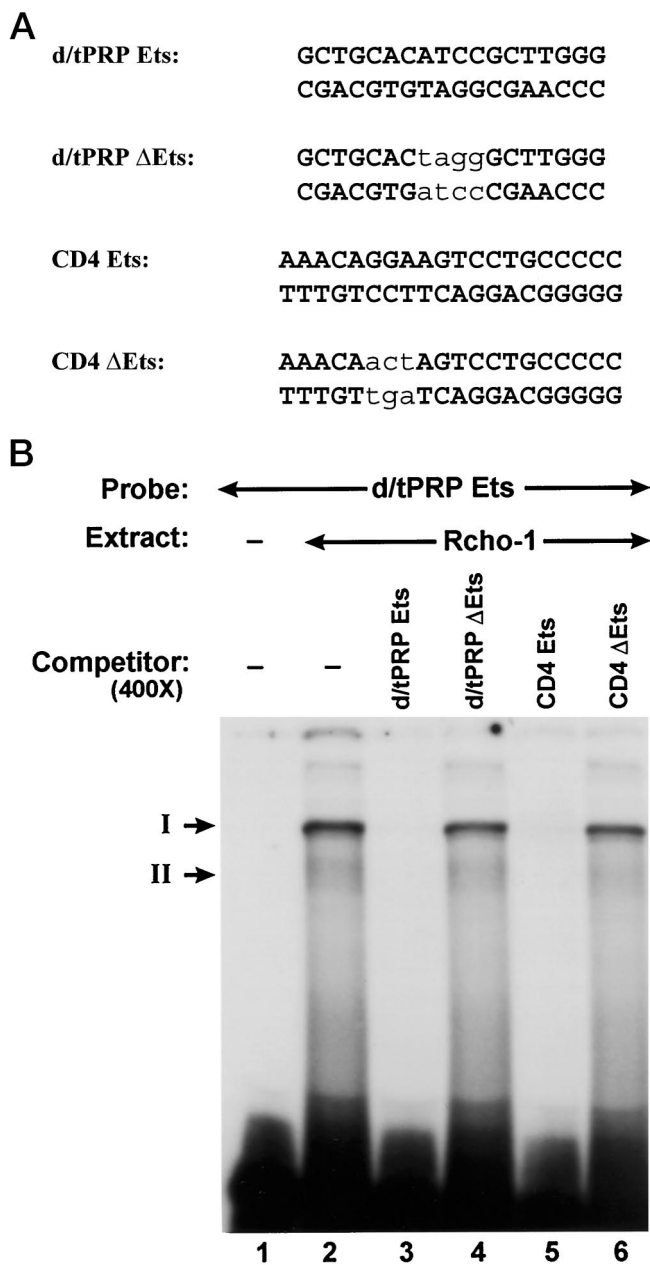 A
d/tPRP Ets: GCTGCACATCCGCTTGGG
CGACGTGTAGGCGAACCC
d/tPRP ΔEts: GCTGCACtaggGCTTGGG
CGACGTGatccCGAACCC
CD4 Ets: AAACAGGAAGTCCTGCCCCC
TTTGTCCTTCAGGACGGGGG
CD4 ΔEts: AAACAactAGTCCTGCCCCC
TTTGTtgaTCAGGACGGGGG
B
Probe: d/tPRP Ets
Extract: – Rcho-1
Competitor: – – d/tPRP Ets d/tPRP ΔEts CD4 Ets CD4 ΔEts
(400X)
I
II
1 2 3 4 5 6